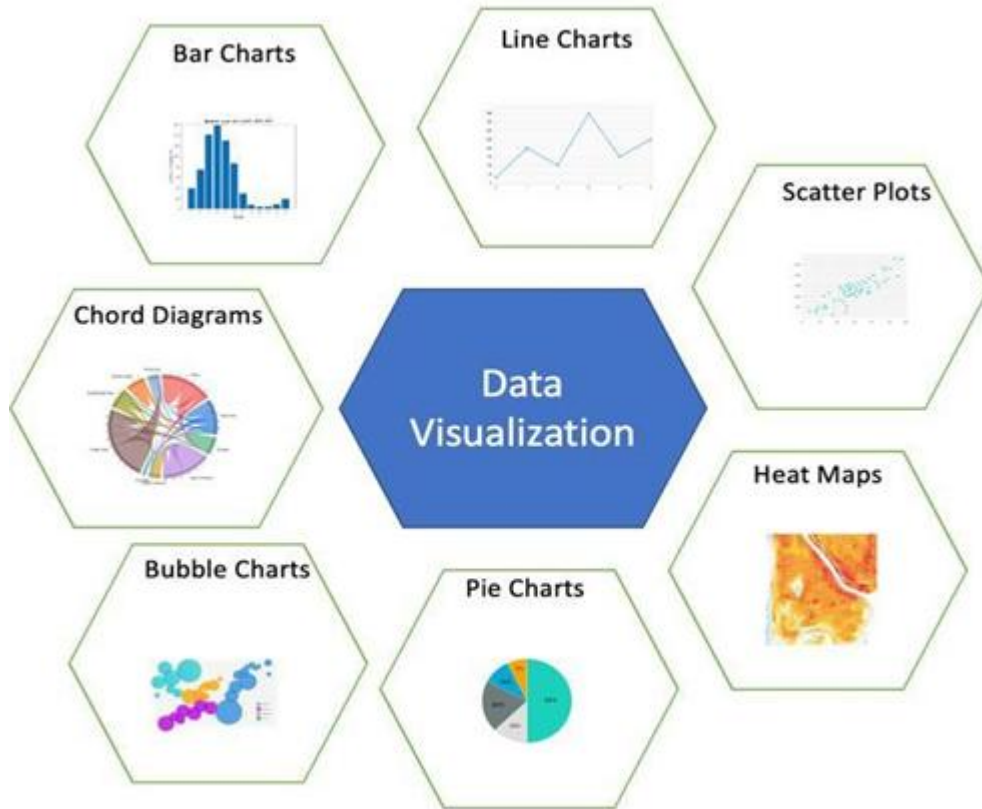 Bar Charts
Line Charts
Scatter Plots
Chord Diagrams
Data
Visualization
Heat Maps
Bubble Charts
Pie Charts